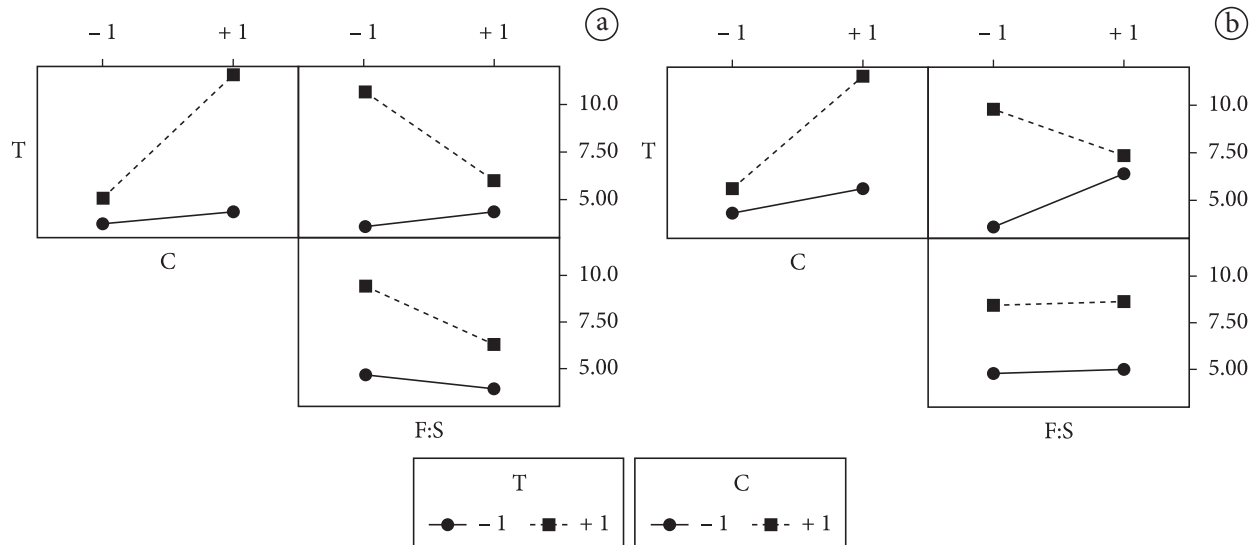 – 1 + 1 – 1 + 1 a – 1 + 1 – 1 + 1 b
10.0 10.0
T 7.50 T 7.50
5.00 5.00
C C
10.0 10.0
7.50 7.50
5.00 5.00
F:S F:S
T C
– 1 + 1 – 1 + 1